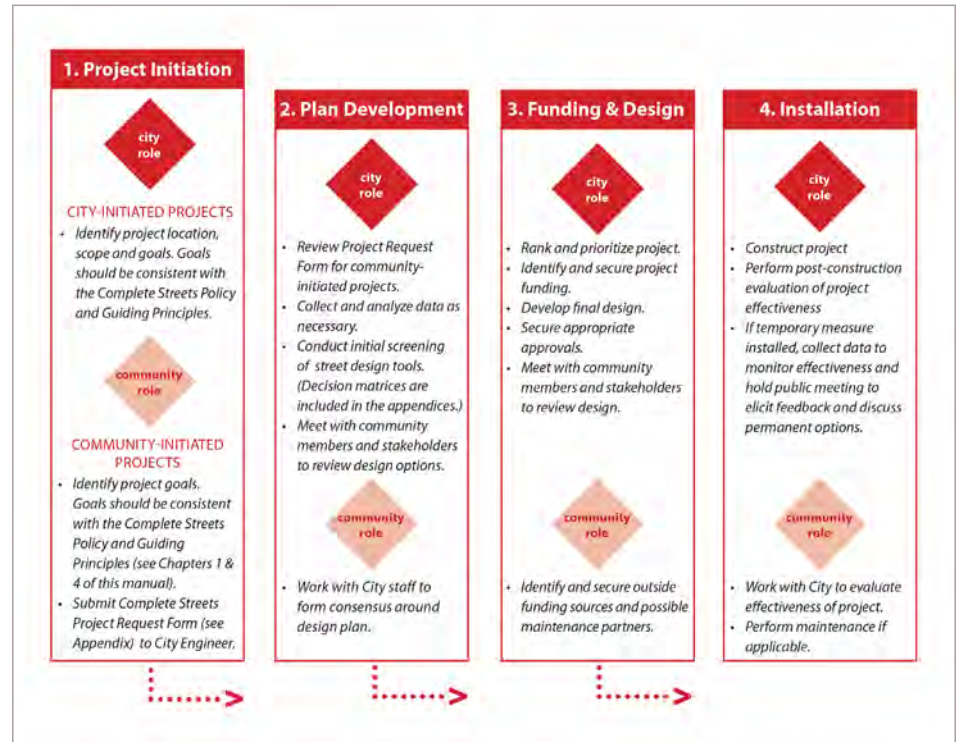 1. Project Initiation
city
role
CITY-INITIATED PROJECTS
• Identify project location,
scope and goals. Goals
should be consistent with
the Complete Streets Policy
and Guiding Principles.
community
role
COMMUNITY-INITIATED
PROJECTS
• Identify project goals.
Goals should be consistent
with the Complete Streets
Policy and Guiding
Principles (see Chapters 1 &
4 of this manual).
• Submit Complete Streets
Project Request Form (see
Appendix) to City Engineer.
2. Plan Development
city
role
• Review Project Request
Form for community-
initiated projects.
• Collect and analyze data as
necessary.
• Conduct initial screening
of street design tools.
(Decision matrices are
included in the appendices.)
• Meet with community
members and stakeholders
to review design options.
community
role
• Work with City staff to
form consensus around
design plan.
3. Funding & Design
city
role
• Rank and prioritize project.
• Identify and secure project
funding.
• Develop final design.
• Secure appropriate
approvals.
• Meet with community
members and stakeholders
to review design.
community
role
• Identify and secure outside
funding sources and possible
maintenance partners.
4. Installation
city
role
• Construct project
• Perform post-construction
evaluation of project
effectiveness
• If temporary measure
installed, collect data to
monitor effectiveness and
hold public meeting to
elicit feedback and discuss
permanent options.
community
role
• Work with City to evaluate
effectiveness of project.
• Perform maintenance if
applicable.